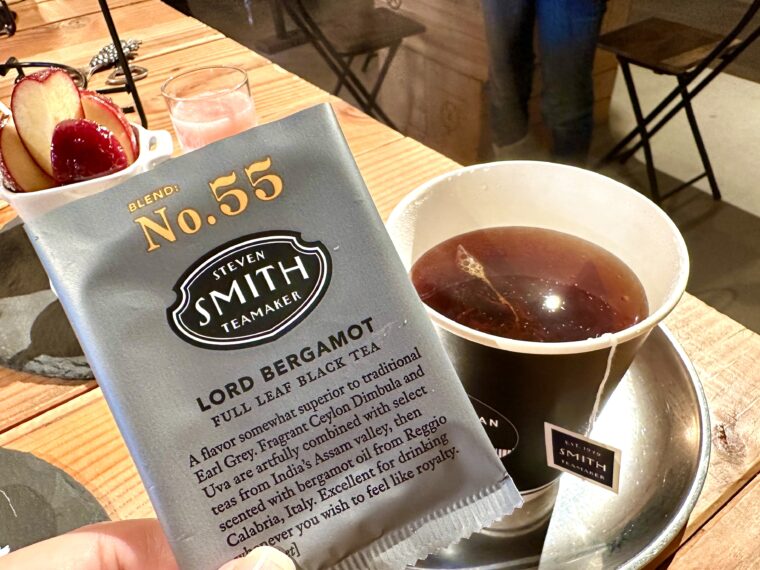 BLEND:
No.55
STEVEN
SMITH
TEAMAKER
LORD BERGAMOT
FULL LEAF BLACK TEA
A flavor somewhat superior to traditional
Earl Grey. Fragrant Ceylon Dimbula and
Uva are artfully combined with select
teas from India's Assam valley, then
scented with bergamot oil from Reggio
Calabria, Italy. Excellent for drinking
whenever you wish to feel like royalty.
AN
SMITH
TEAMAKER